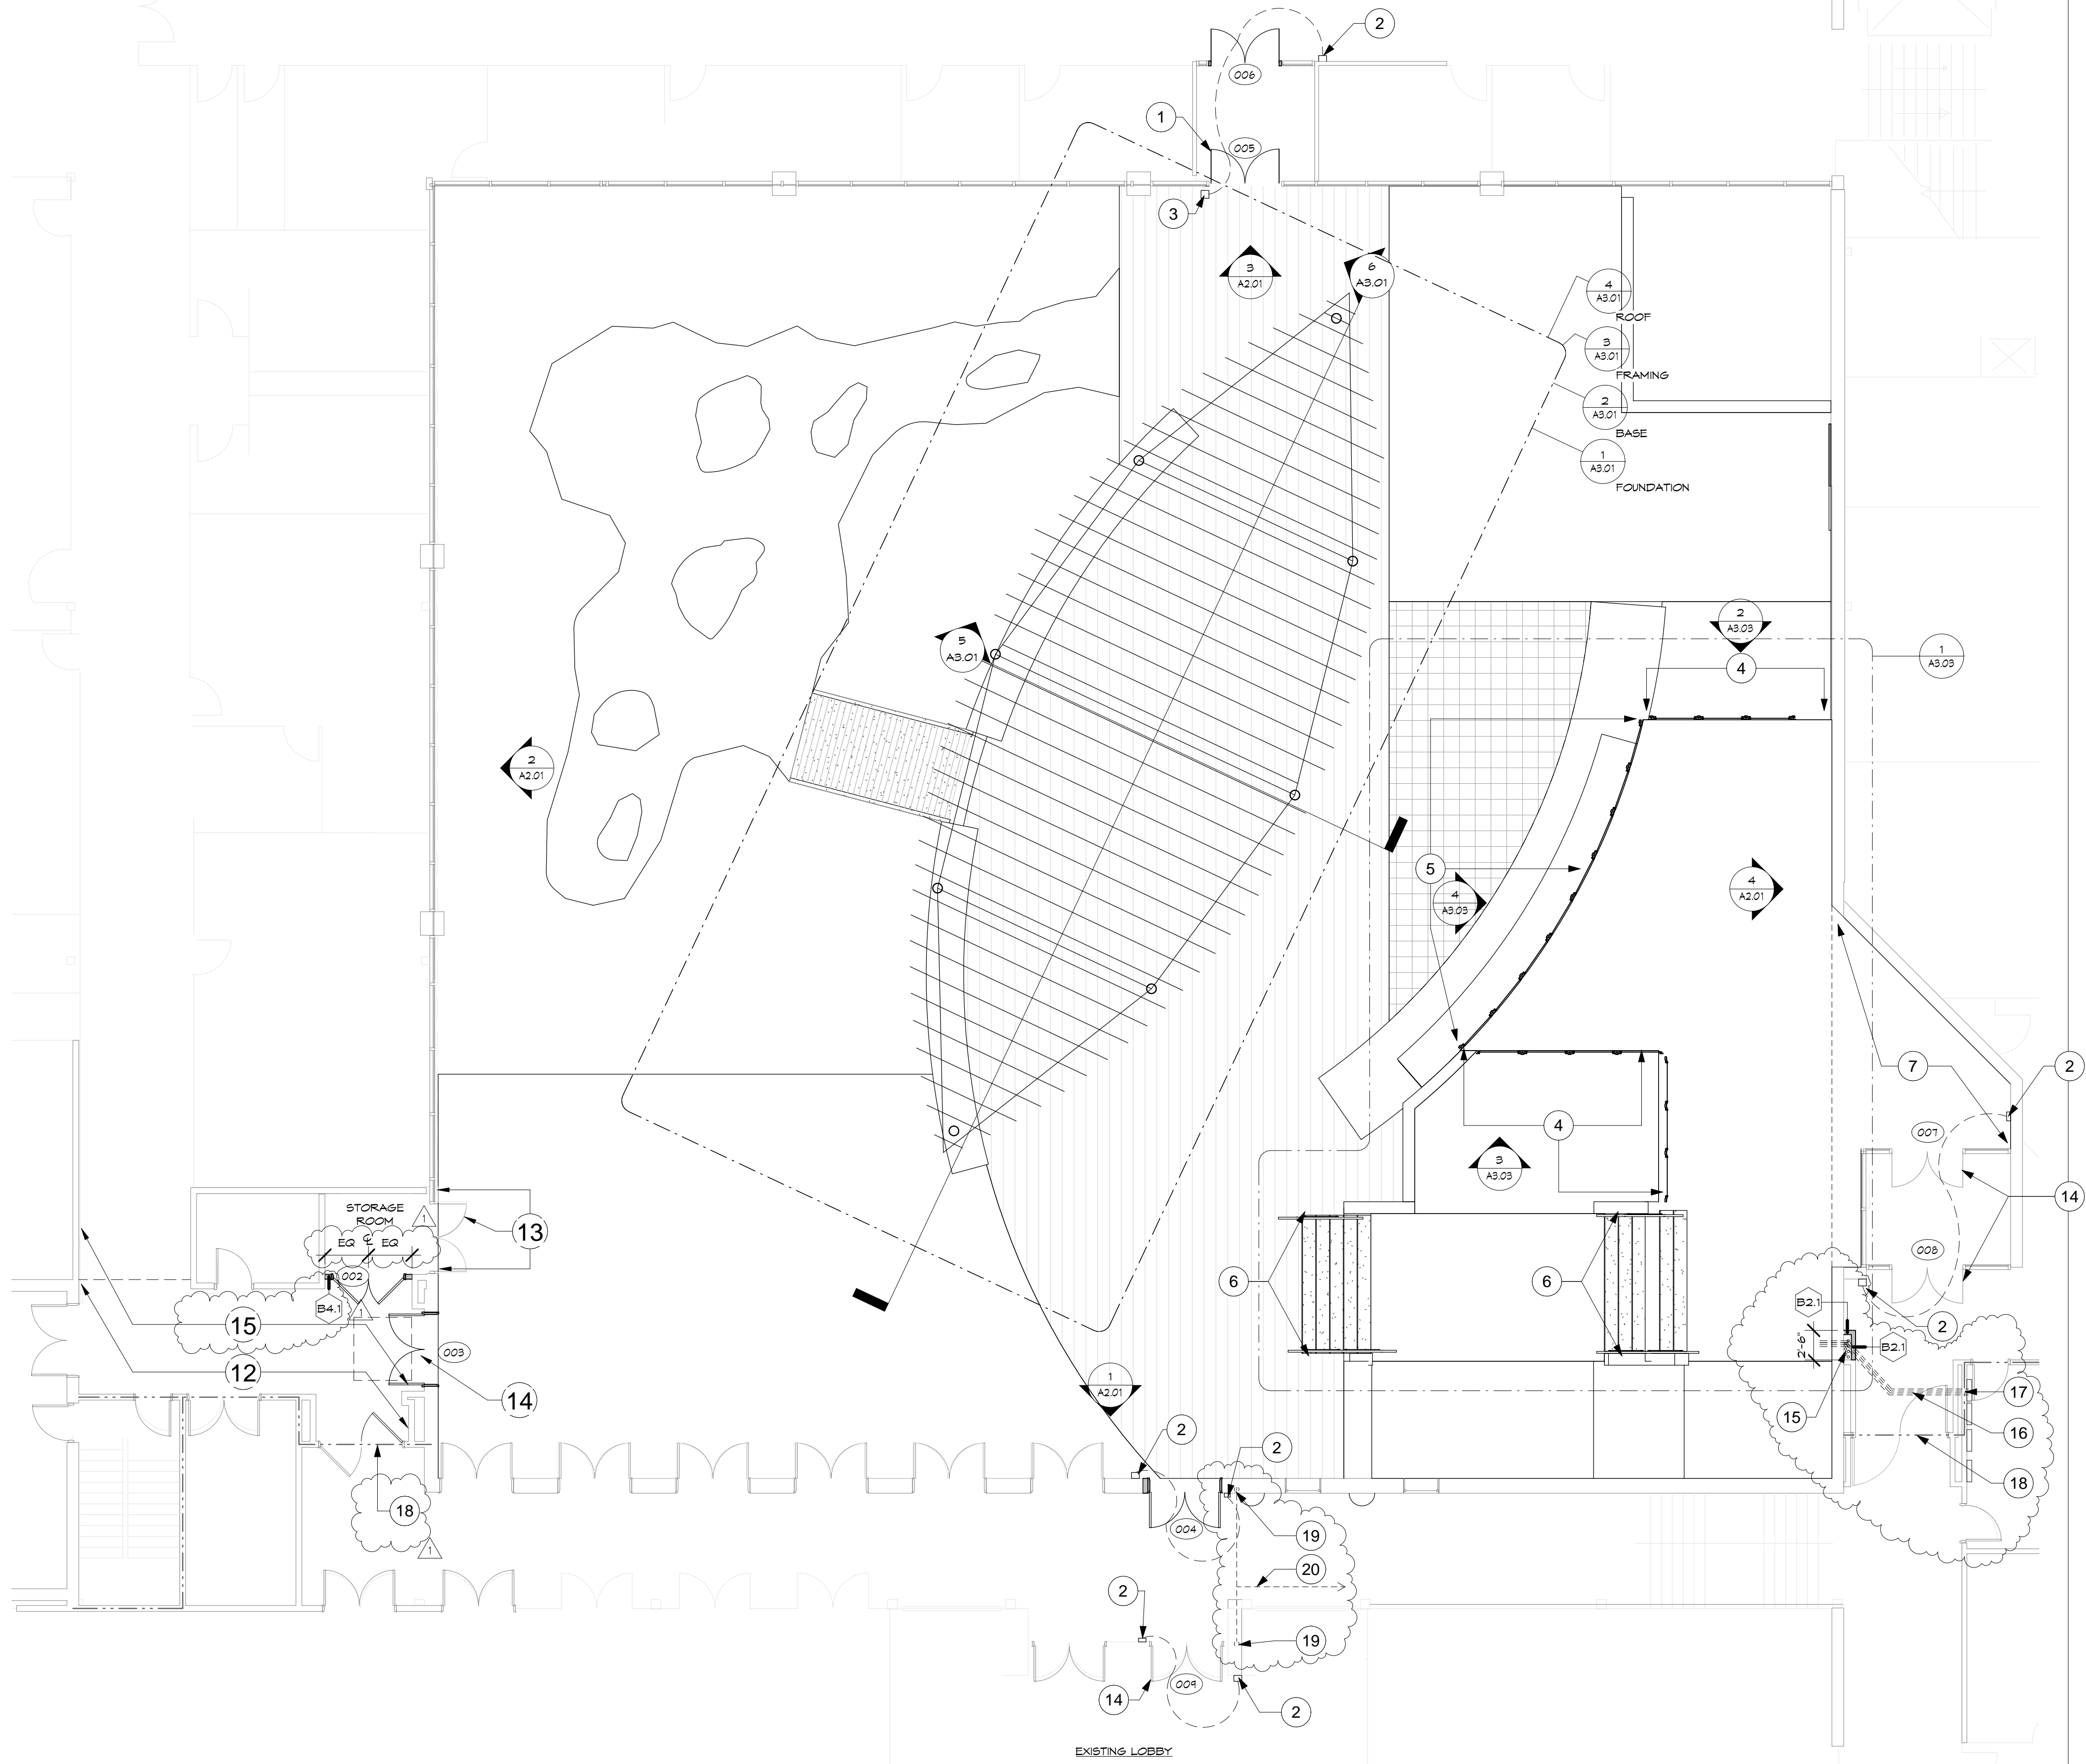 2
006
1
005
3
3
A2.01
6
A3.01
4
A3.01
ROOF
3
A3.01
FRAMING
2
A3.01
BASE
1
A3.01
FOUNDATION
2
A3.03
5
A3.01
1
A3.03
4
2
A2.01
5
4
A3.03
4
A2.01
7
2
4
007
3
A3.03
14
STORAGE
ROOM
1
13
EQ
℄
EQ
008
002
6
6
B4.1
1
B2.1
15
2
003
2'-6"
B2.1
12
1
A2.01
14
17
15
16
2
2
18
18
004
19
1
20
2
19
009
14
2
EXISTING LOBBY